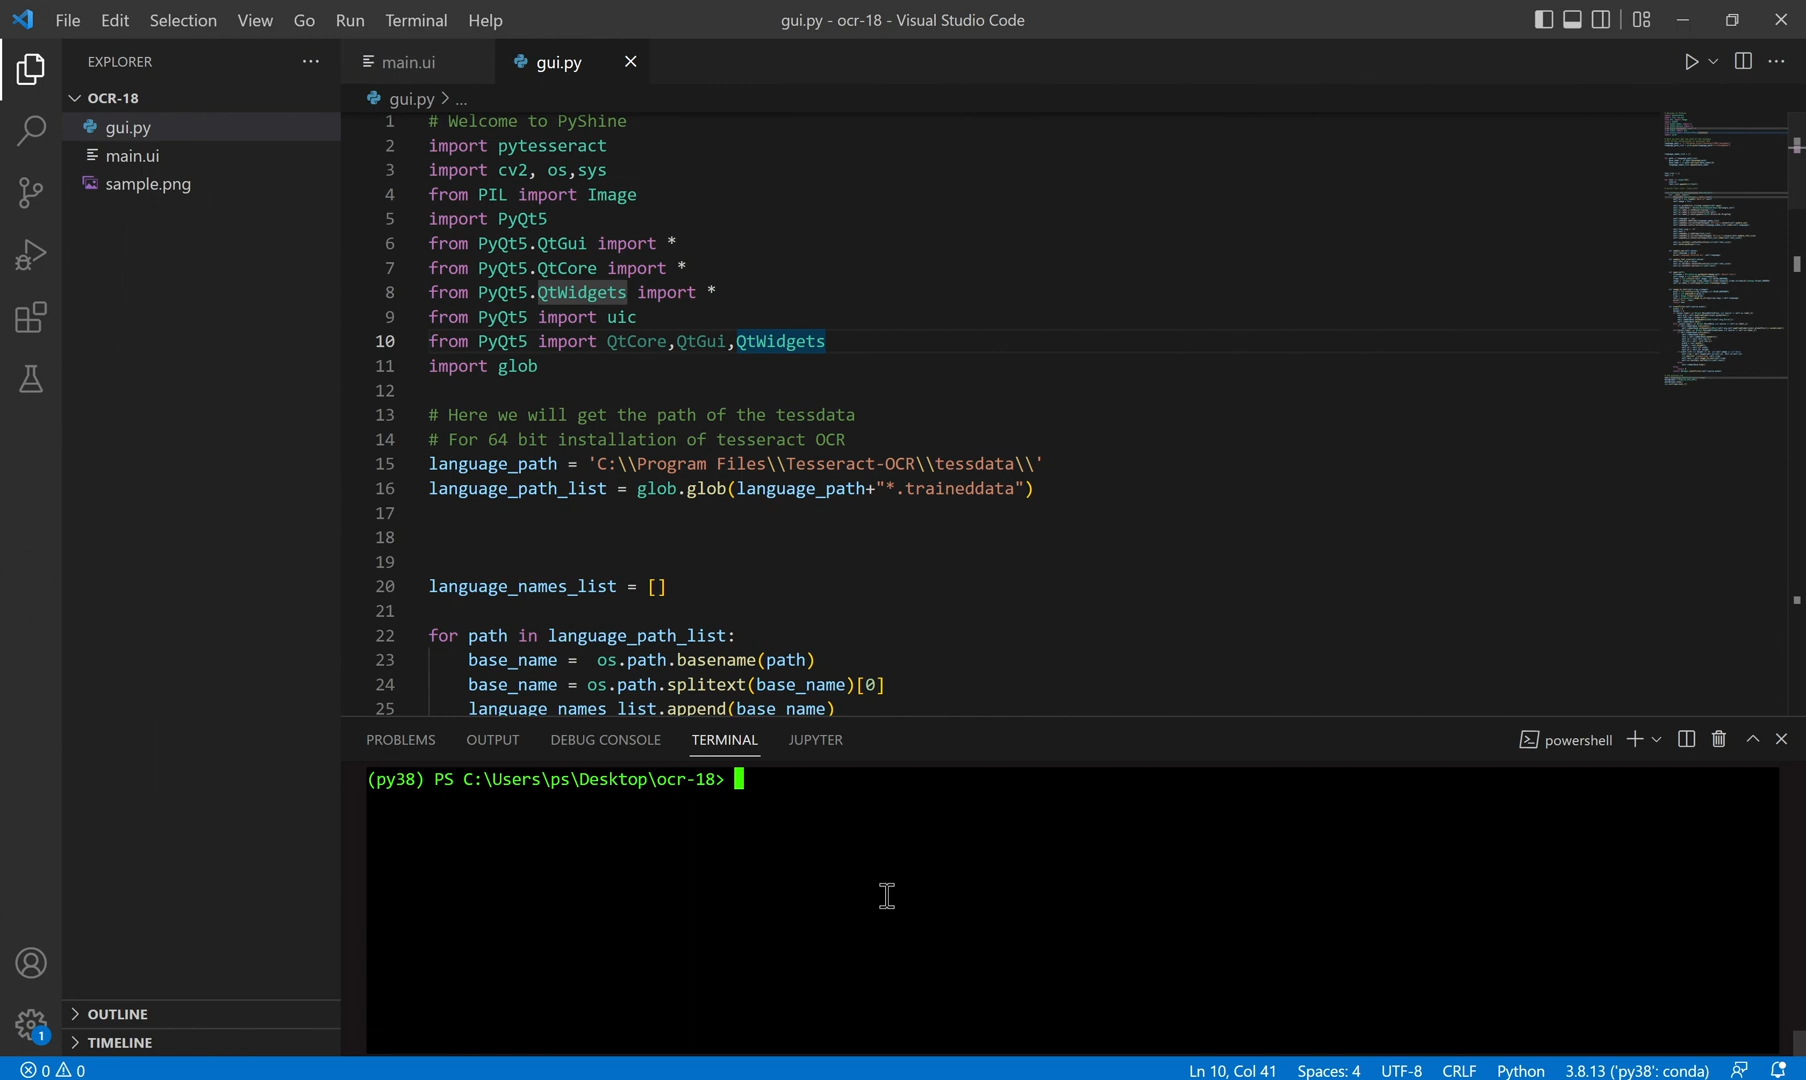 File Edit Selection View Go Run Terminal Help
gui.py - ocr-18 - Visual Studio Code
EXPLORER
OCR-18
gui.py
main.ui
sample.png
OUTLINE
TIMELINE
main.ui
gui.py
gui.py > ...
1 # Welcome to PyShine
2 import pytesseract
3 import cv2, os,sys
4 from PIL import Image
5 import PyQt5
6 from PyQt5.QtGui import *
7 from PyQt5.QtCore import *
8 from PyQt5.QtWidgets import *
9 from PyQt5 import uic
10 from PyQt5 import QtCore,QtGui,QtWidgets
11 import glob
12
13 # Here we will get the path of the tessdata
14 # For 64 bit installation of tesseract OCR
15 language_path = 'C:\\Program Files\\Tesseract-OCR\\tessdata\\'
16 language_path_list = glob.glob(language_path+"*.traineddata")
17
18
19
20 language_names_list = []
21
22 for path in language_path_list:
23 base_name =  os.path.basename(path)
24 base_name = os.path.splitext(base_name)[0]
25 language_names_list.append(base_name)
PROBLEMS OUTPUT DEBUG CONSOLE TERMINAL JUPYTER
powershell
(py38) PS C:\Users\ps\Desktop\ocr-18>
1
0 0
Ln 10, Col 41 Spaces: 4 UTF-8 CRLF Python 3.8.13 ('py38': conda)